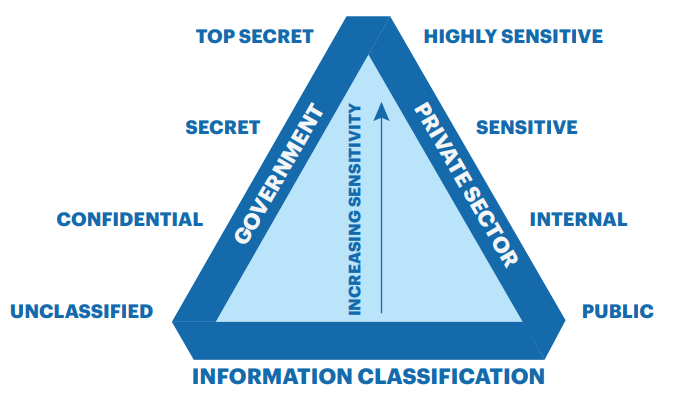 TOP SECRET
HIGHLY SENSITIVE
SECRET
SENSITIVE
CONFIDENTIAL
INTERNAL
UNCLASSIFIED
PUBLIC
GOVERNMENT
INCREASING SENSITIVITY
PRIVATE SECTOR
INFORMATION CLASSIFICATION